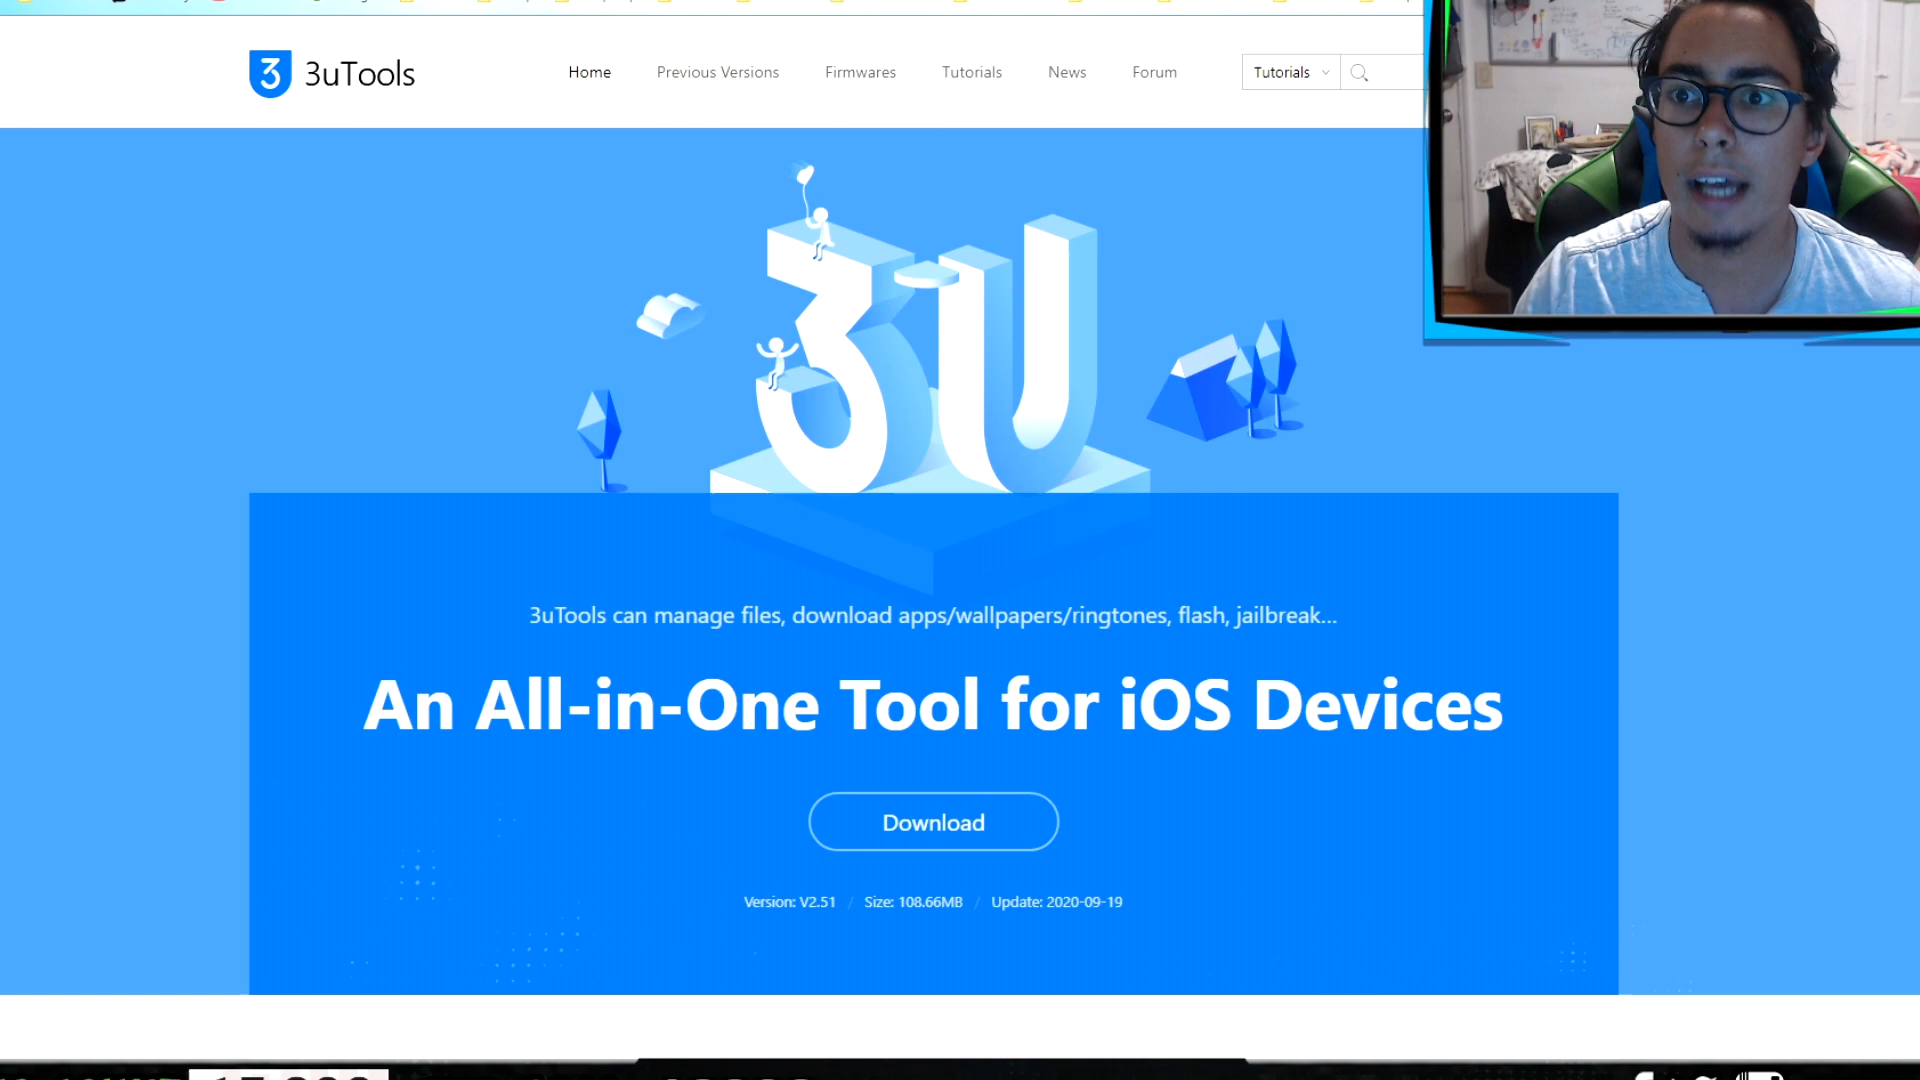 3 3uTools
Home Previous Versions Firmwares Tutorials News Forum Tutorials
3U
3uTools can manage files, download apps/wallpapers/ringtones, flash, jailbreak...
An All-in-One Tool for iOS Devices
Download
Version: V2.51 / Size: 108.66MB / Update: 2020-09-19